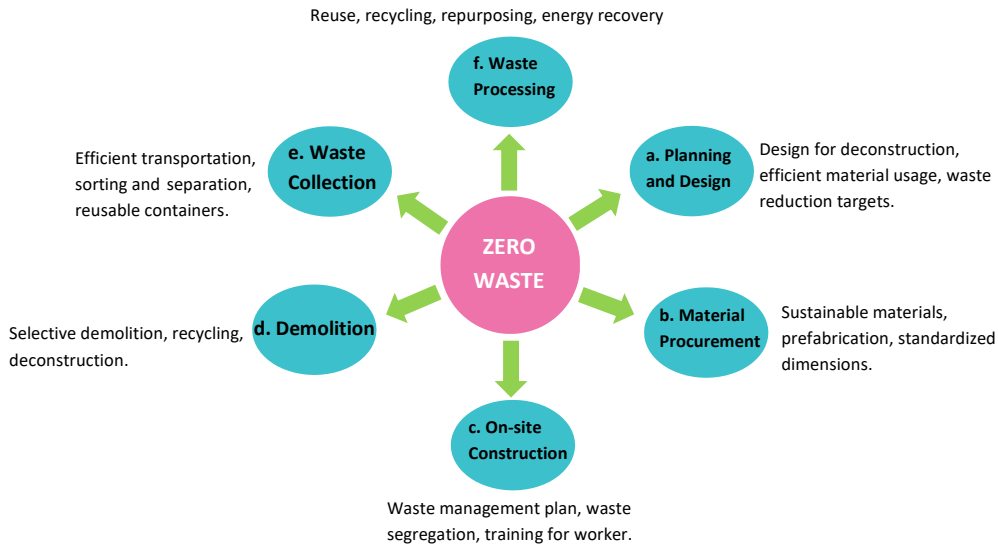 Reuse, recycling, repurposing, energy recovery
f. Waste
Processing
a. Planning
and Design
Design for deconstruction,
efficient material usage, waste
reduction targets.
b. Material
Procurement
Sustainable materials,
prefabrication, standardized
dimensions.
c. On-site
Construction
Waste management plan, waste
segregation, training for worker.
d. Demolition
Selective demolition, recycling,
deconstruction.
e. Waste
Collection
Efficient transportation,
sorting and separation,
reusable containers.
ZERO
WASTE